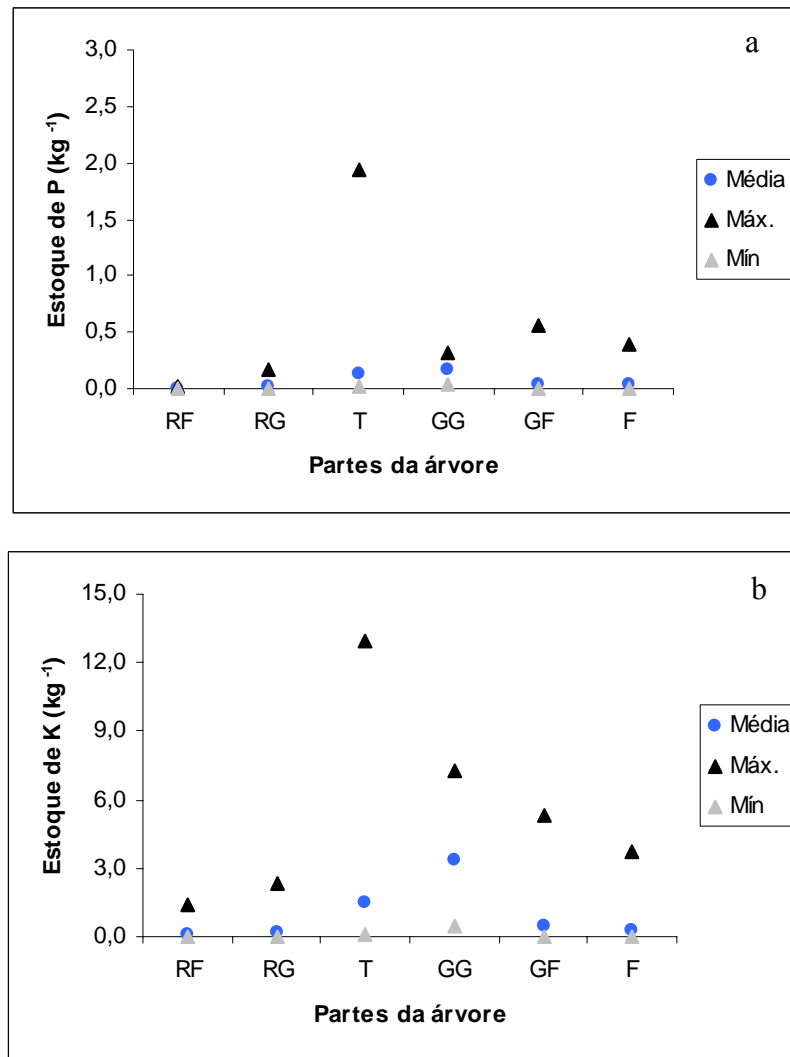 a
3,0
2,5
2,0
1,5
1,0
0,5
0,0
Estoque de P (kg -1)
RF RG T GG GF F
Partes da árvore
Média
Máx.
Mín
b
15,0
12,0
9,0
6,0
3,0
0,0
Estoque de K (kg -1)
RF RG T GG GF F
Partes da árvore
Média
Máx.
Mín